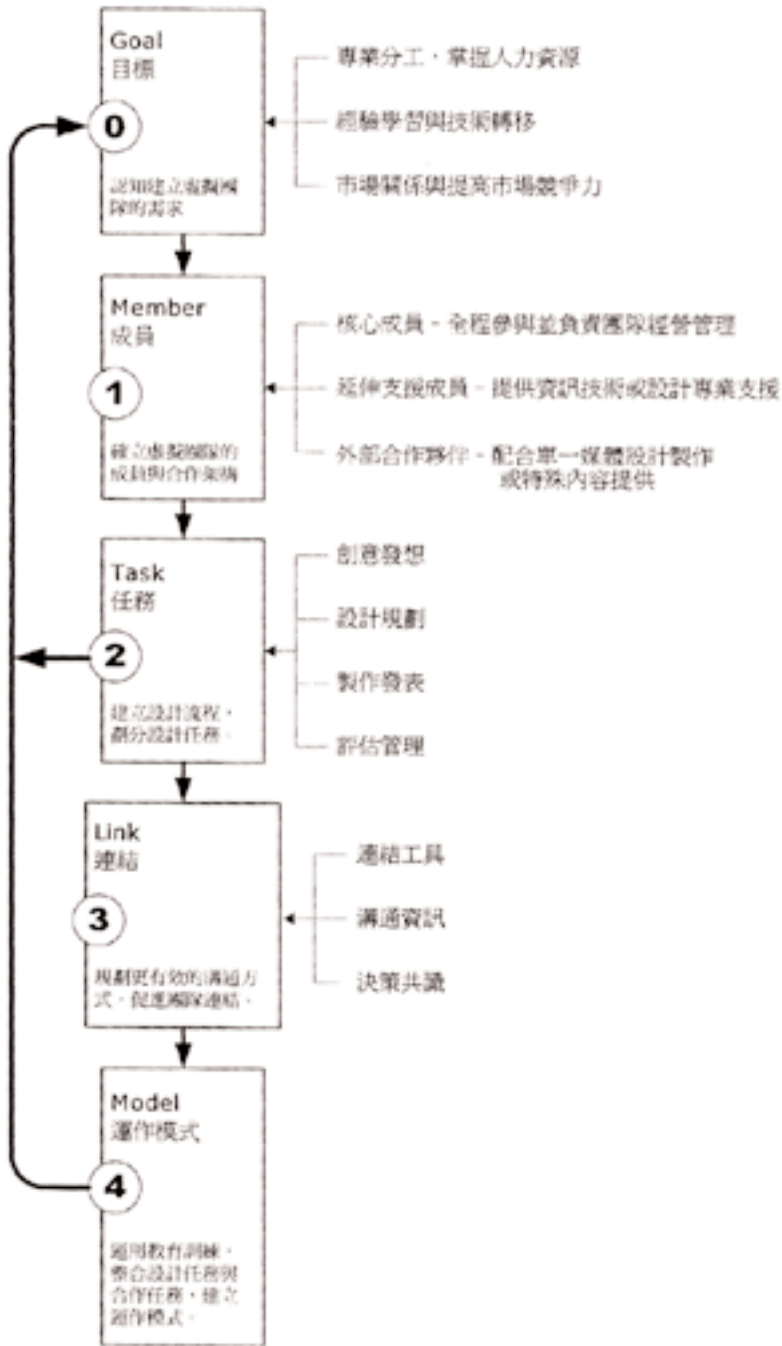 Goal
目標
0
認知建立虛擬團
隊的需求
專業分工，掌握人力資源
經驗學習與技術轉移
市場關係與提高市場競爭力
Member
成員
1
確立虛擬團隊的
成員與合作架構
核心成員－全程參與並負責團隊經營管理
延伸支援成員－提供資訊技術或設計專業支援
外部合作夥伴－配合單一媒體設計製作
或特殊內容提供
Task
任務
2
建立設計流程，
劃分設計任務。
創意發想
設計規劃
製作發表
評估管理
Link
連結
3
規劃更有效的溝通方
式，促進團隊連結。
連結工具
溝通資訊
決策共識
Model
運作模式
4
運用教育訓練，
整合設計任務與
合作任務，建立
運作模式。